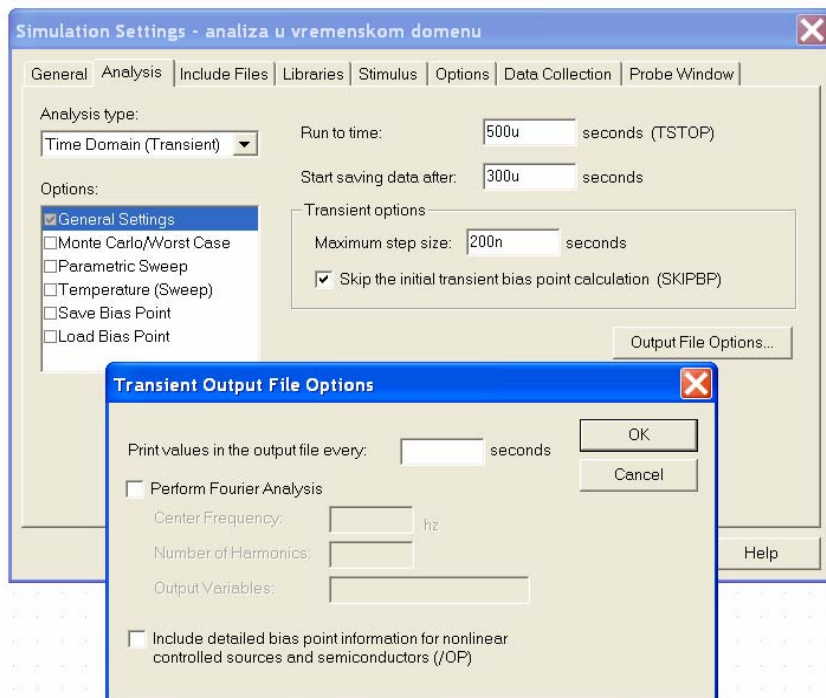 Simulation Settings - analiza u vremenskom domenu
General Analysis Include Files Libraries Stimulus Options Data Collection Probe Window
Analysis type:
Time Domain (Transient)
Options:
General Settings
Monte Carlo/Worst Case
Parametric Sweep
Temperature (Sweep)
Save Bias Point
Load Bias Point
Run to time: 500u seconds (TSTOP)
Start saving data after: 300u seconds
Transient options
Maximum step size: 200n seconds
Skip the initial transient bias point calculation (SKIPBP)
Output File Options...
Help
Transient Output File Options
Print values in the output file every: seconds
OK
Cancel
Perform Fourier Analysis
Center Frequency: hz
Number of Harmonics:
Output Variables:
Include detailed bias point information for nonlinear
controlled sources and semiconductors (/OP)